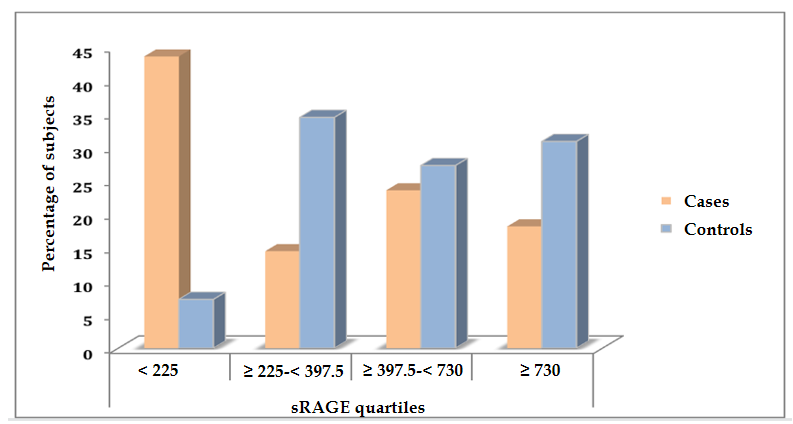 Percentage of subjects
45
40
35
30
25
20
15
10
5
0
< 225
≥ 225-< 397.5
≥ 397.5-< 730
≥ 730
sRAGE quartiles
Cases
Controls